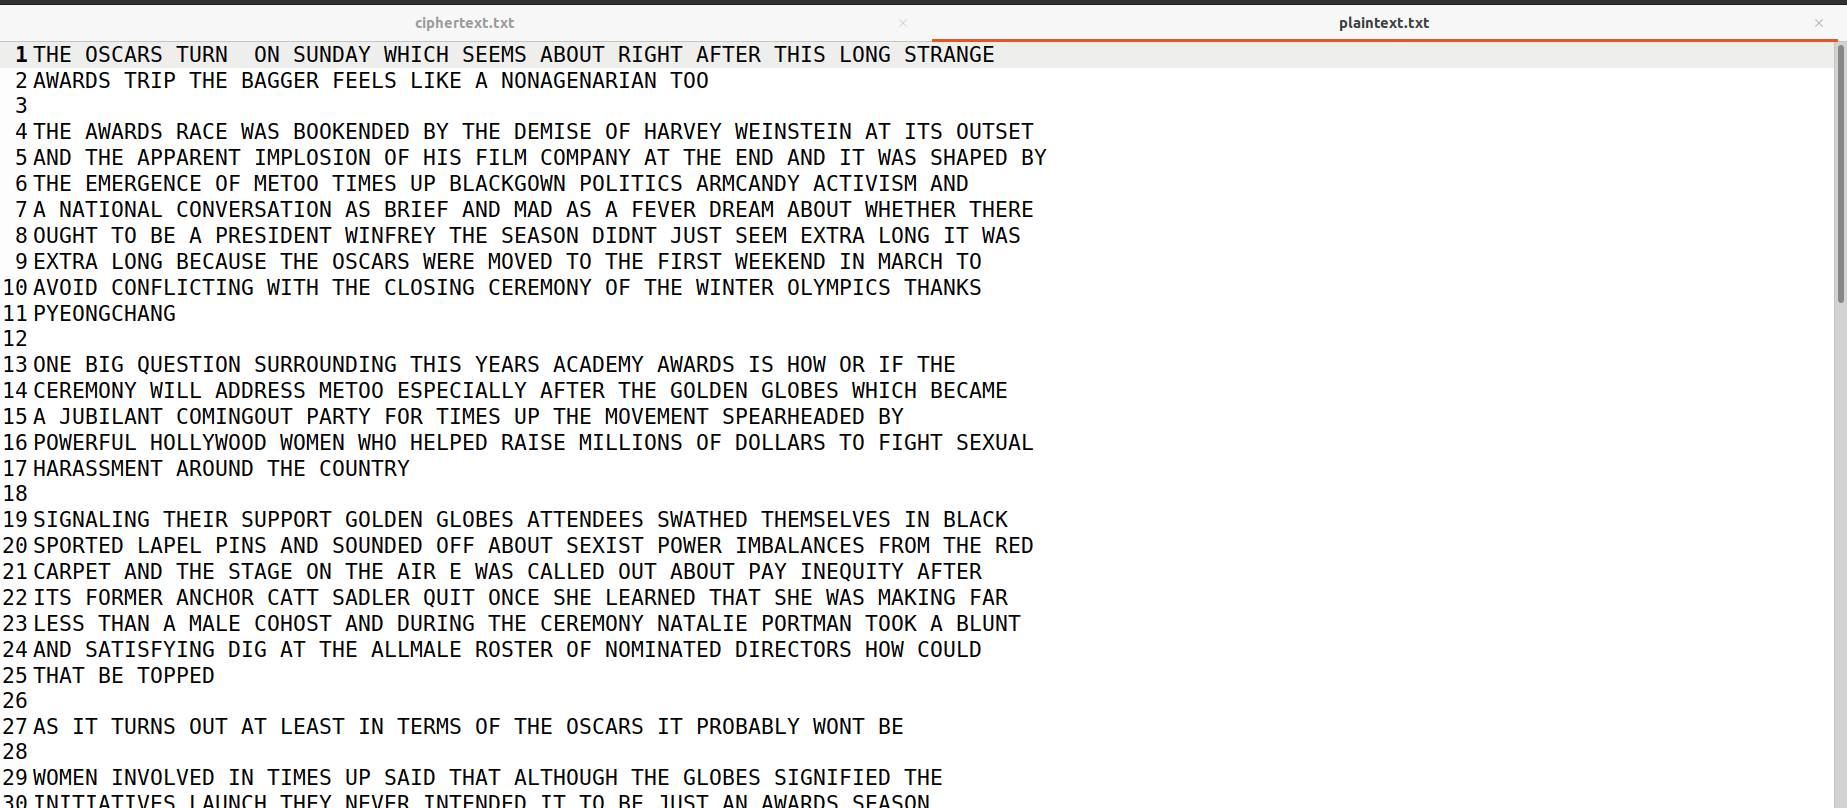 ciphertext.txt × plaintext.txt ×
1 THE OSCARS TURN  ON SUNDAY WHICH SEEMS ABOUT RIGHT AFTER THIS LONG STRANGE
2 AWARDS TRIP THE BAGGER FEELS LIKE A NONAGENARIAN TOO
3
4 THE AWARDS RACE WAS BOOKENDED BY THE DEMISE OF HARVEY WEINSTEIN AT ITS OUTSET
5 AND THE APPARENT IMPLOSION OF HIS FILM COMPANY AT THE END AND IT WAS SHAPED BY
6 THE EMERGENCE OF METOO TIMES UP BLACKGOWN POLITICS ARMCANDY ACTIVISM AND
7 A NATIONAL CONVERSATION AS BRIEF AND MAD AS A FEVER DREAM ABOUT WHETHER THERE
8 OUGHT TO BE A PRESIDENT WINFREY THE SEASON DIDNT JUST SEEM EXTRA LONG IT WAS
9 EXTRA LONG BECAUSE THE OSCARS WERE MOVED TO THE FIRST WEEKEND IN MARCH TO
10 AVOID CONFLICTING WITH THE CLOSING CEREMONY OF THE WINTER OLYMPICS THANKS
11 PYEONGCHANG
12
13 ONE BIG QUESTION SURROUNDING THIS YEARS ACADEMY AWARDS IS HOW OR IF THE
14 CEREMONY WILL ADDRESS METOO ESPECIALLY AFTER THE GOLDEN GLOBES WHICH BECAME
15 A JUBILANT COMINGOUT PARTY FOR TIMES UP THE MOVEMENT SPEARHEADED BY
16 POWERFUL HOLLYWOOD WOMEN WHO HELPED RAISE MILLIONS OF DOLLARS TO FIGHT SEXUAL
17 HARASSMENT AROUND THE COUNTRY
18
19 SIGNALING THEIR SUPPORT GOLDEN GLOBES ATTENDEES SWATHED THEMSELVES IN BLACK
20 SPORTED LAPEL PINS AND SOUNDED OFF ABOUT SEXIST POWER IMBALANCES FROM THE RED
21 CARPET AND THE STAGE ON THE AIR E WAS CALLED OUT ABOUT PAY INEQUITY AFTER
22 ITS FORMER ANCHOR CATT SADLER QUIT ONCE SHE LEARNED THAT SHE WAS MAKING FAR
23 LESS THAN A MALE COHOST AND DURING THE CEREMONY NATALIE PORTMAN TOOK A BLUNT
24 AND SATISFYING DIG AT THE ALLMALE ROSTER OF NOMINATED DIRECTORS HOW COULD
25 THAT BE TOPPED
26
27 AS IT TURNS OUT AT LEAST IN TERMS OF THE OSCARS IT PROBABLY WONT BE
28
29 WOMEN INVOLVED IN TIMES UP SAID THAT ALTHOUGH THE GLOBES SIGNIFIED THE
30 INITIATIVES LAUNCH THEY NEVER INTENDED IT TO BE JUST AN AWARDS SEASON